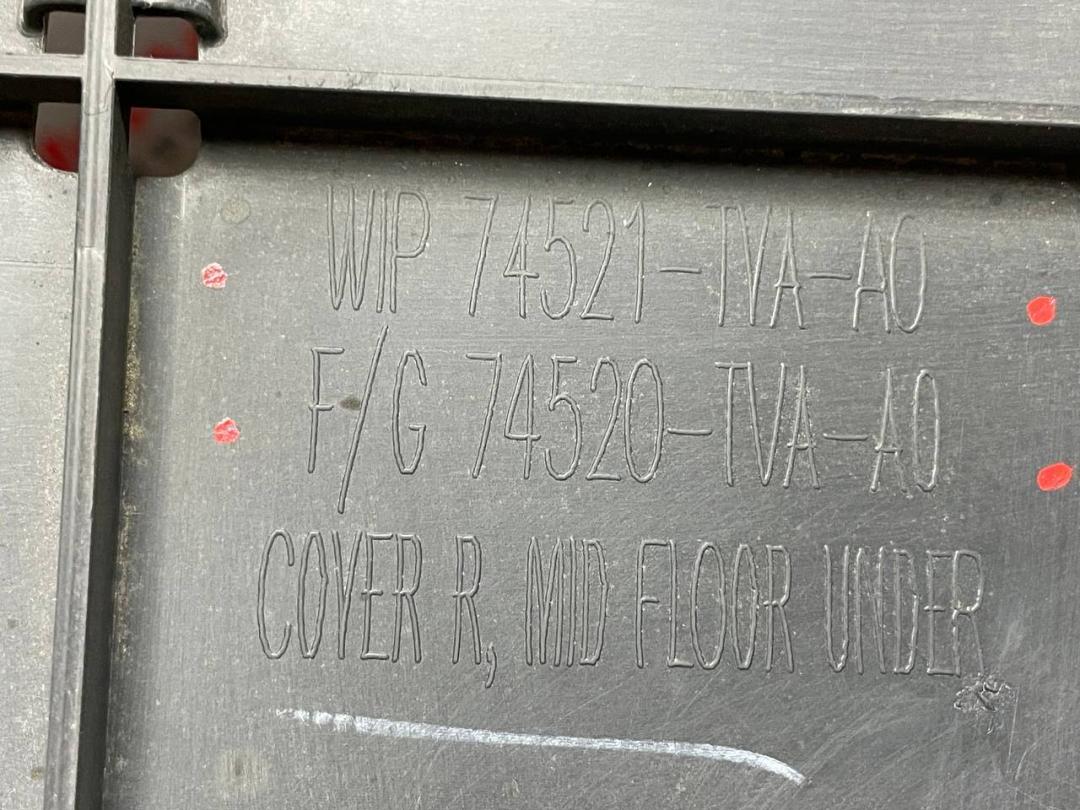 WIP 74521-TVA-A0
F/G 74520-TVA-A0
COVER R, MID FLOOR UNDER